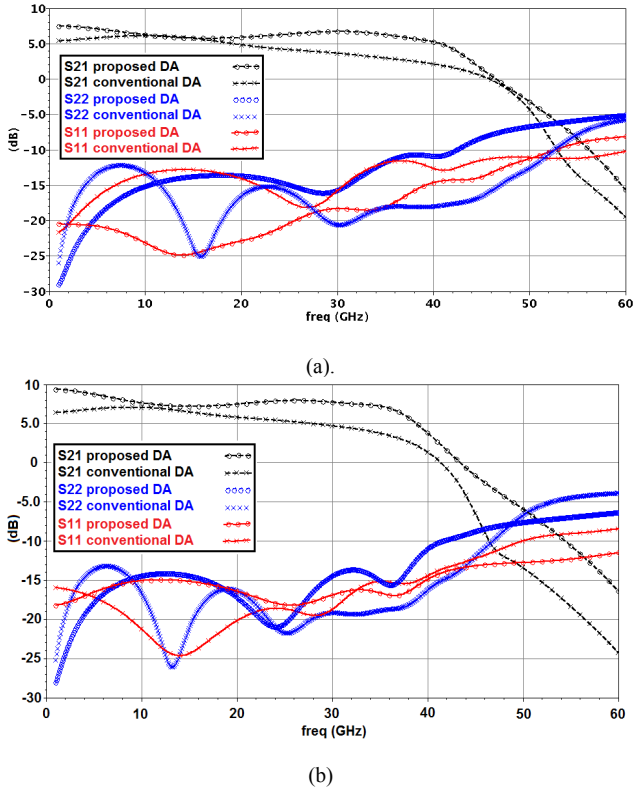 10
5.0
0
-5.0
-10
-15
-20
-25
-30
(dB)
S21 proposed DA
S21 conventional DA
S22 proposed DA
S22 conventional DA
S11 proposed DA
S11 conventional DA
0
10
20
30
40
50
60
freq (GHz)
(a).
10
5.0
0
-5.0
-10
-15
-20
-25
-30
(dB)
S21 proposed DA
S21 conventional DA
S22 proposed DA
S22 conventional DA
S11 proposed DA
S11 conventional DA
0
10
20
30
40
50
60
freq (GHz)
(b)